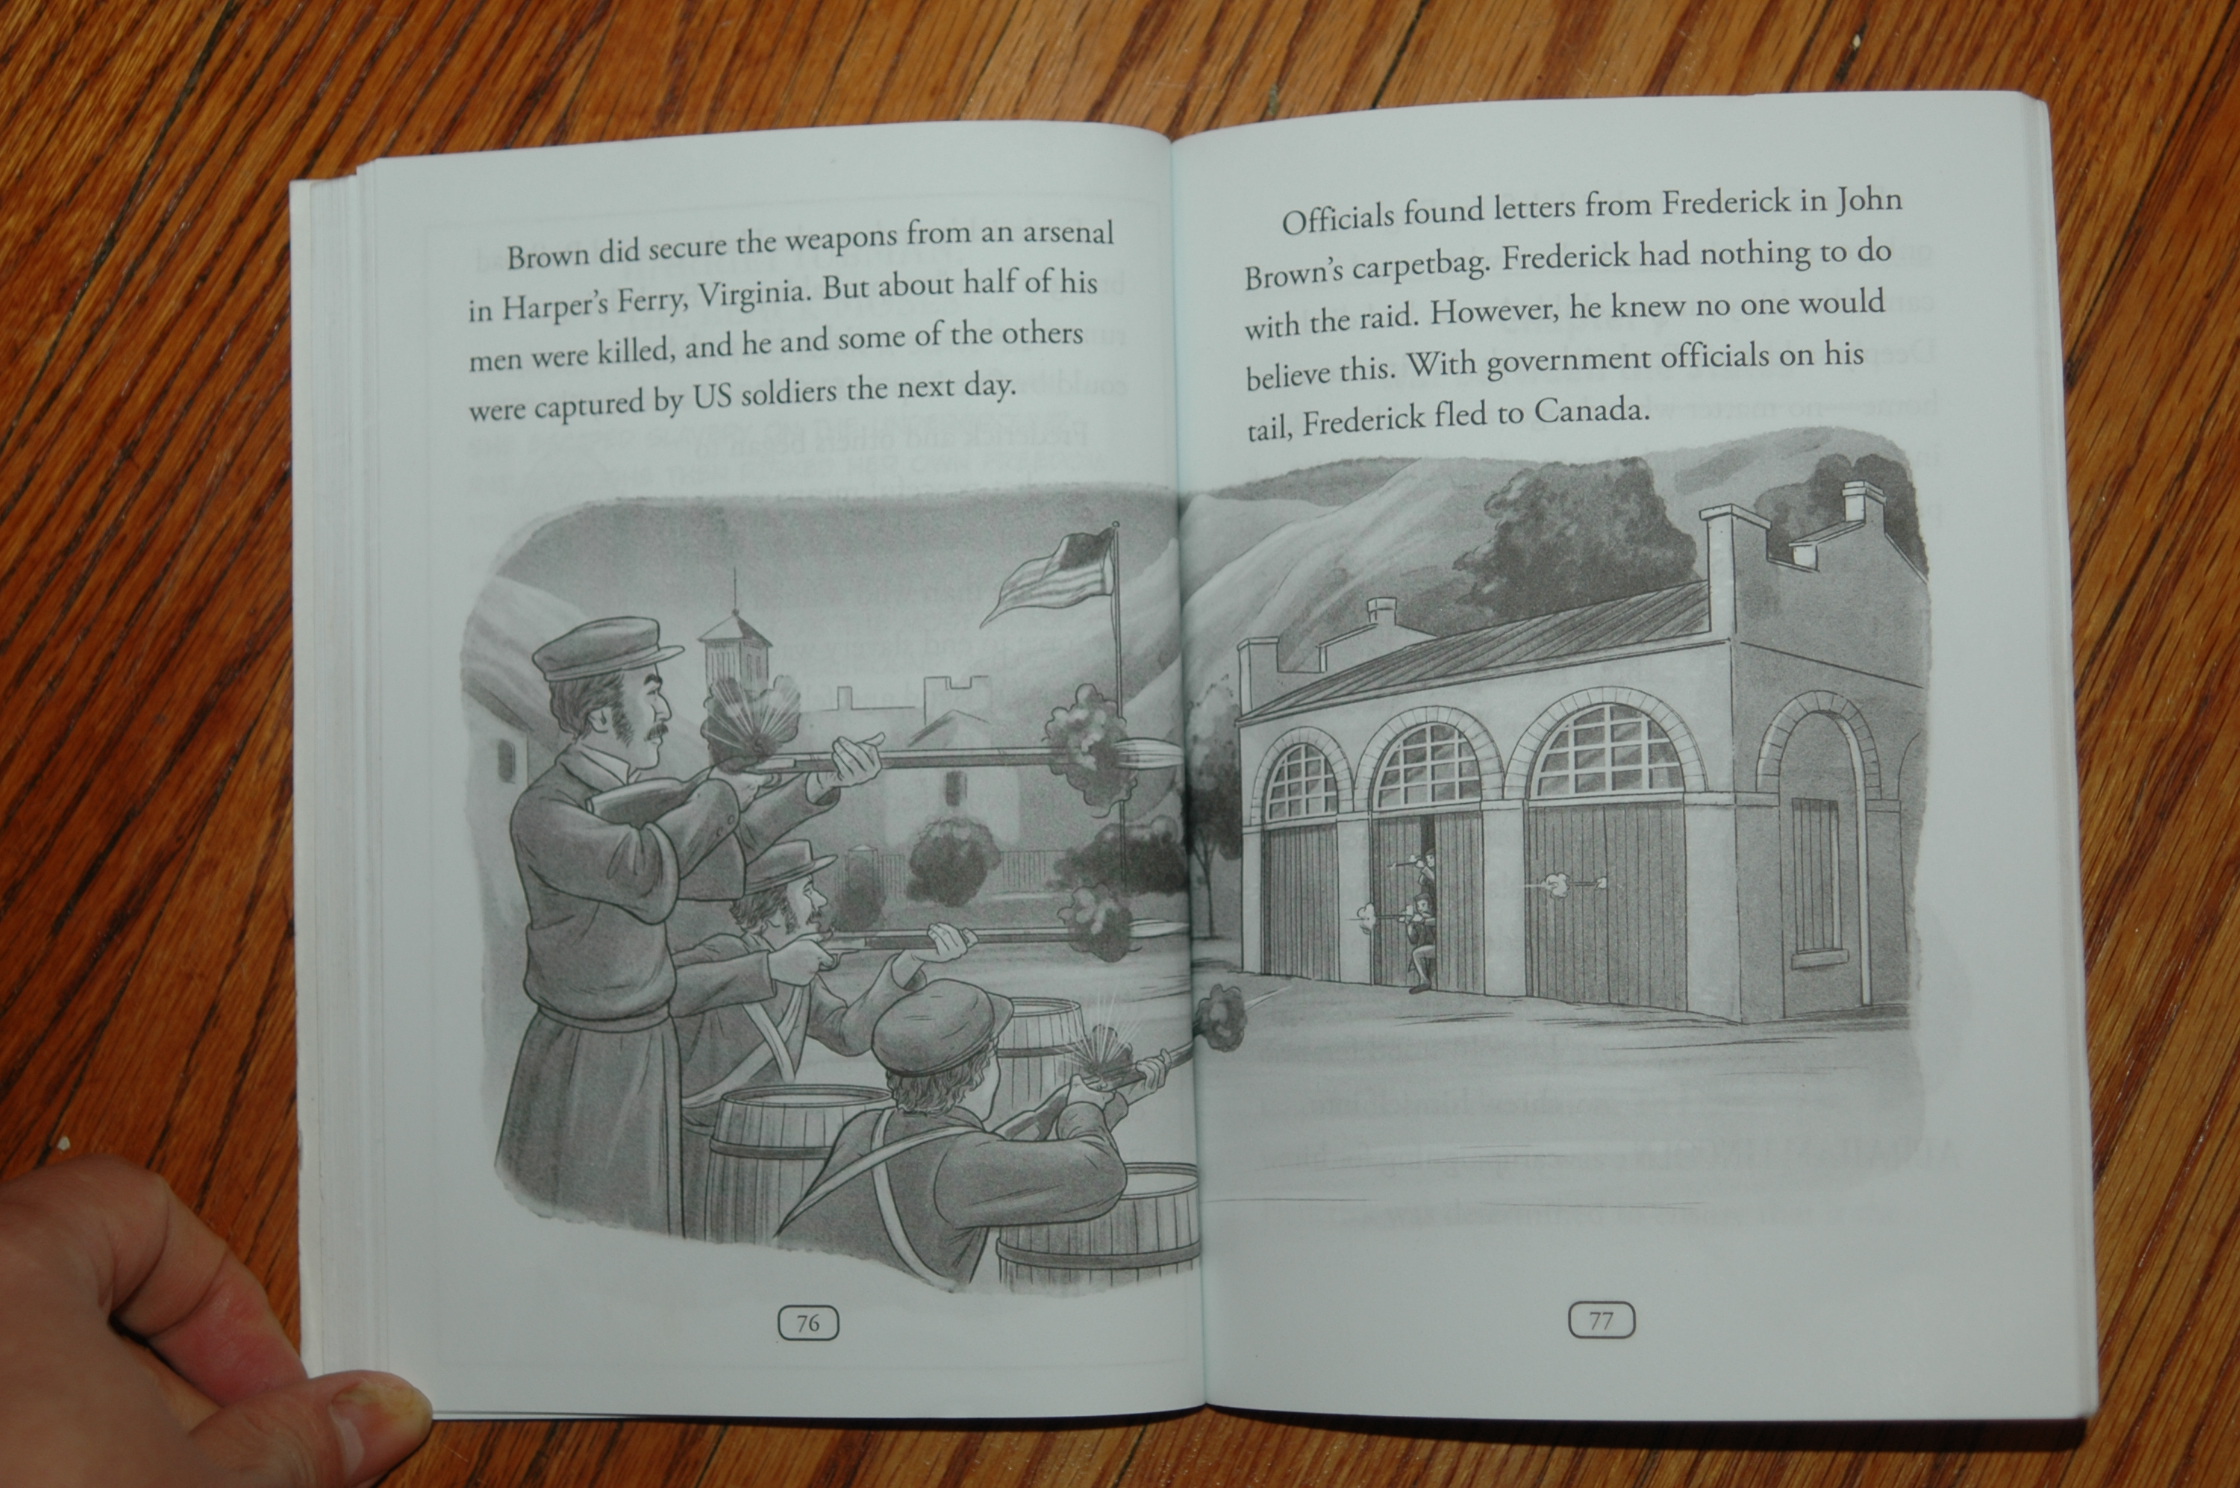 Brown did secure the weapons from an arsenal
in Harper's Ferry, Virginia. But about half of his
men were killed, and he and some of the others
were captured by US soldiers the next day.
76
Officials found letters from Frederick in John
Brown's carpetbag. Frederick had nothing to do
with the raid. However, he knew no one would
believe this. With government officials on his
tail, Frederick fled to Canada.
77